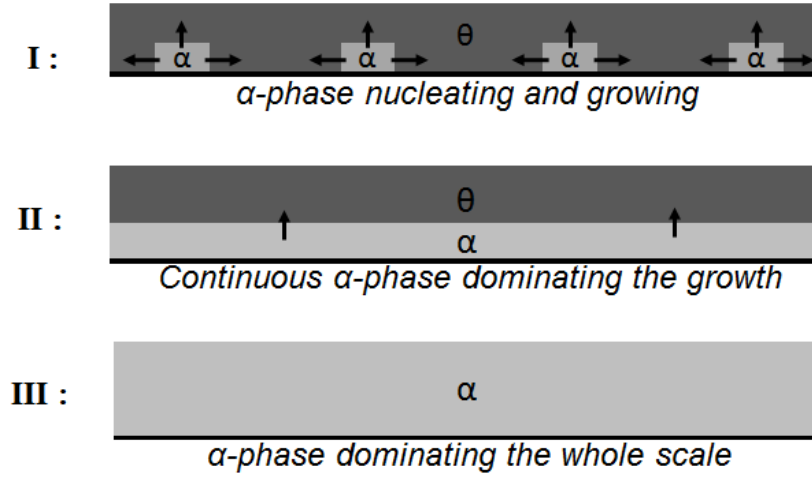 θ
I : α α α α
α-phase nucleating and growing
θ
II :
α
Continuous α-phase dominating the growth
III : α
α-phase dominating the whole scale